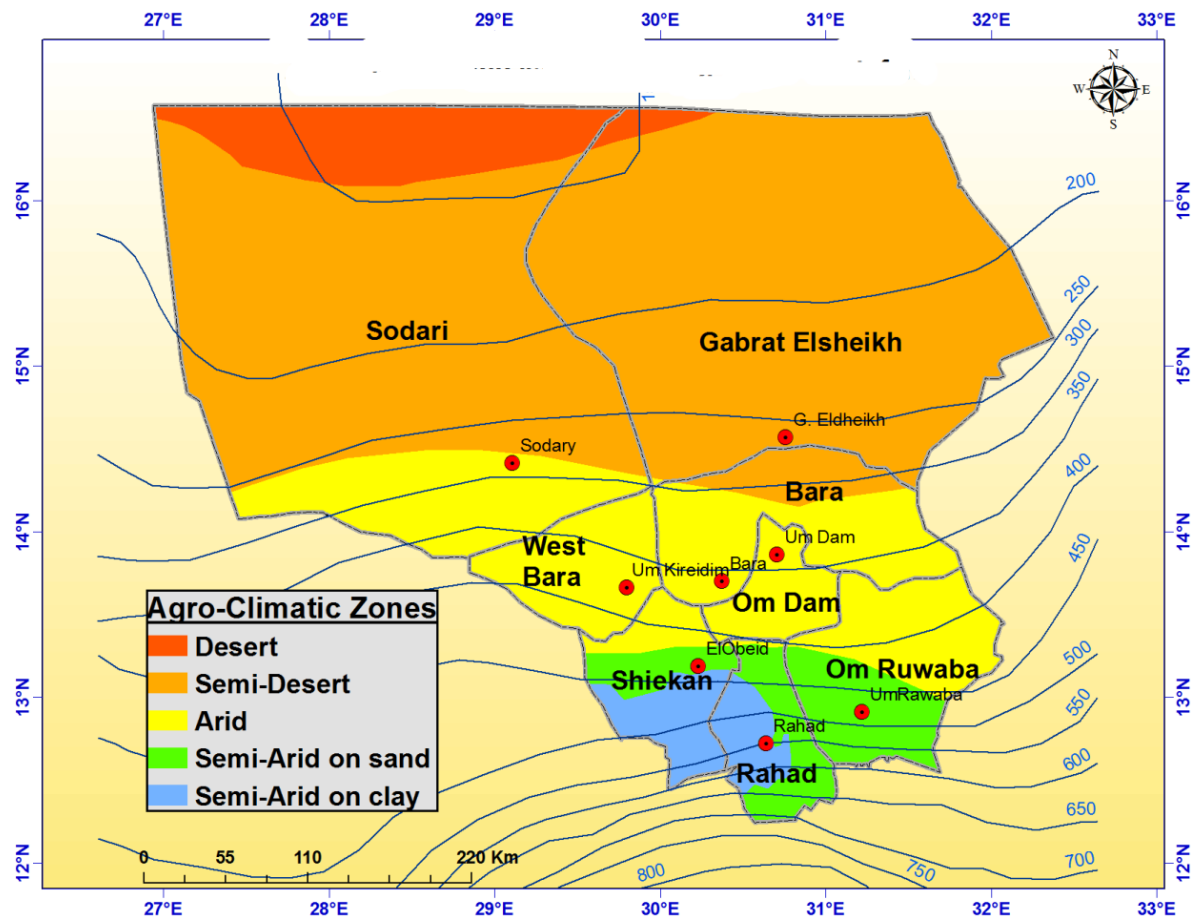 27°E 28°E 29°E 30°E 31°E 32°E 33°E
N
W E
S
1
16°N 16°N
200
250
300
Sodari
Gabrat Elsheikh
15°N 15°N
350
G. Eldheikh
Sodary
400
Bara
14°N 14°N
450
Um Dam
West
Bara
Um Kireidim
Bara
Om Dam
Agro-Climatic Zones
Desert
Semi-Desert
Arid
Semi-Arid on sand
Semi-Arid on clay
ElObeid
Shiekan
500
Om Ruwaba
UmRawaba
13°N 13°N
550
Rahad
600
Rahad
650
700
750
800
0 55 110 220 Km
12°N 12°N
27°E 28°E 29°E 30°E 31°E 32°E 33°E